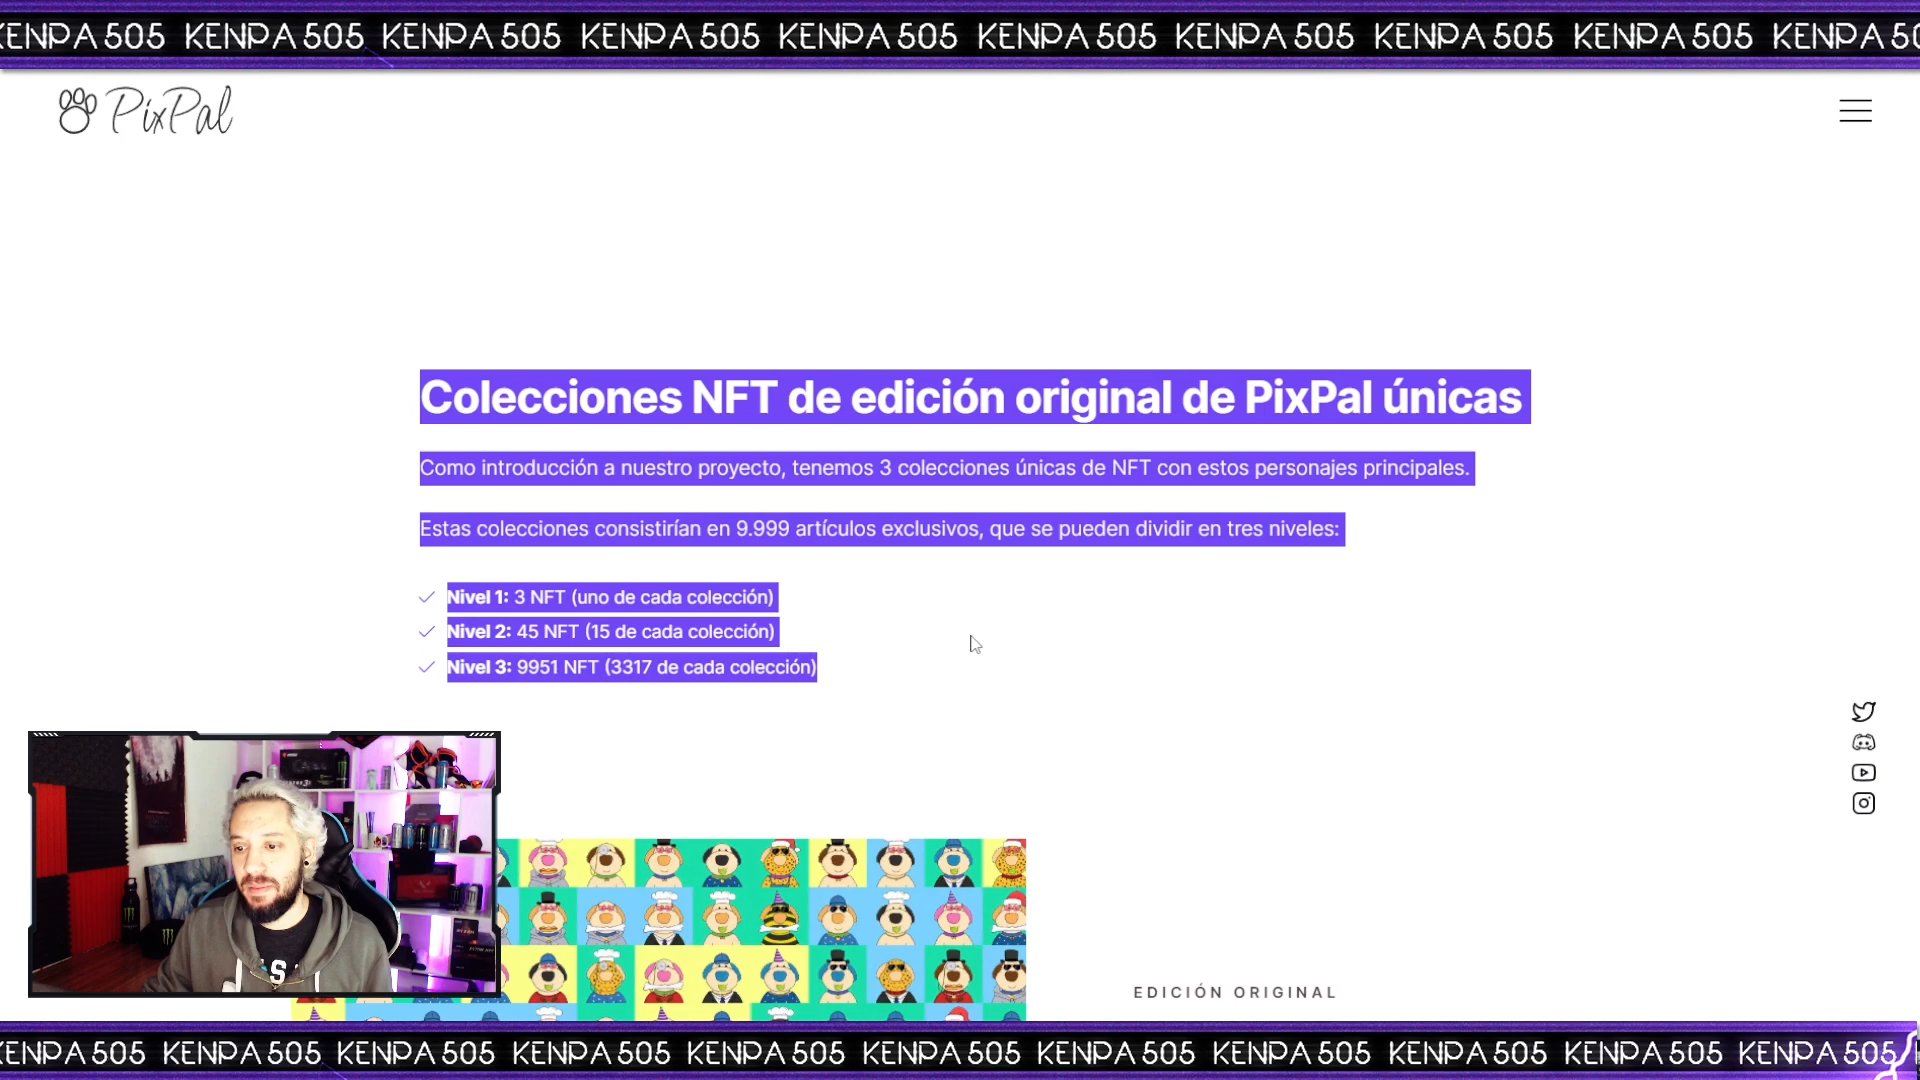 KENPA 505 KENPA 505 KENPA 505 KENPA 505 KENPA 505 KENPA 505 KENPA 505 KENPA 505 KENPA 505 KENPA 50
PixPal
Colecciones NFT de edición original de PixPal únicas
Como introducción a nuestro proyecto, tenemos 3 colecciones únicas de NFT con estos personajes principales.
Estas colecciones consistirían en 9.999 artículos exclusivos, que se pueden dividir en tres niveles:
Nivel 1: 3 NFT (uno de cada colección)
Nivel 2: 45 NFT (15 de cada colección)
Nivel 3: 9951 NFT (3317 de cada colección)
EDICIÓN ORIGINAL
KENPA 505 KENPA 505 KENPA 505 KENPA 505 KENPA 505 KENPA 505 KENPA 505 KENPA 505 KENPA 505 KENPA 505 KENPA 505